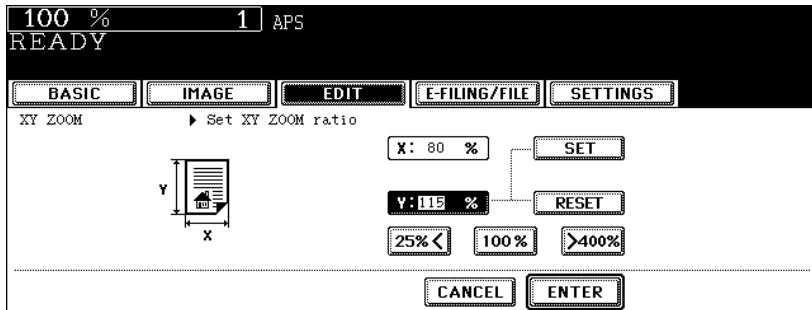 100 % 1 APS
READY
BASIC IMAGE EDIT E-FILING/FILE SETTINGS
XY ZOOM ▶ Set XY ZOOM ratio
X: 80 % SET
Y
Y:115 % RESET
X
25%< 100% >400%
CANCEL ENTER